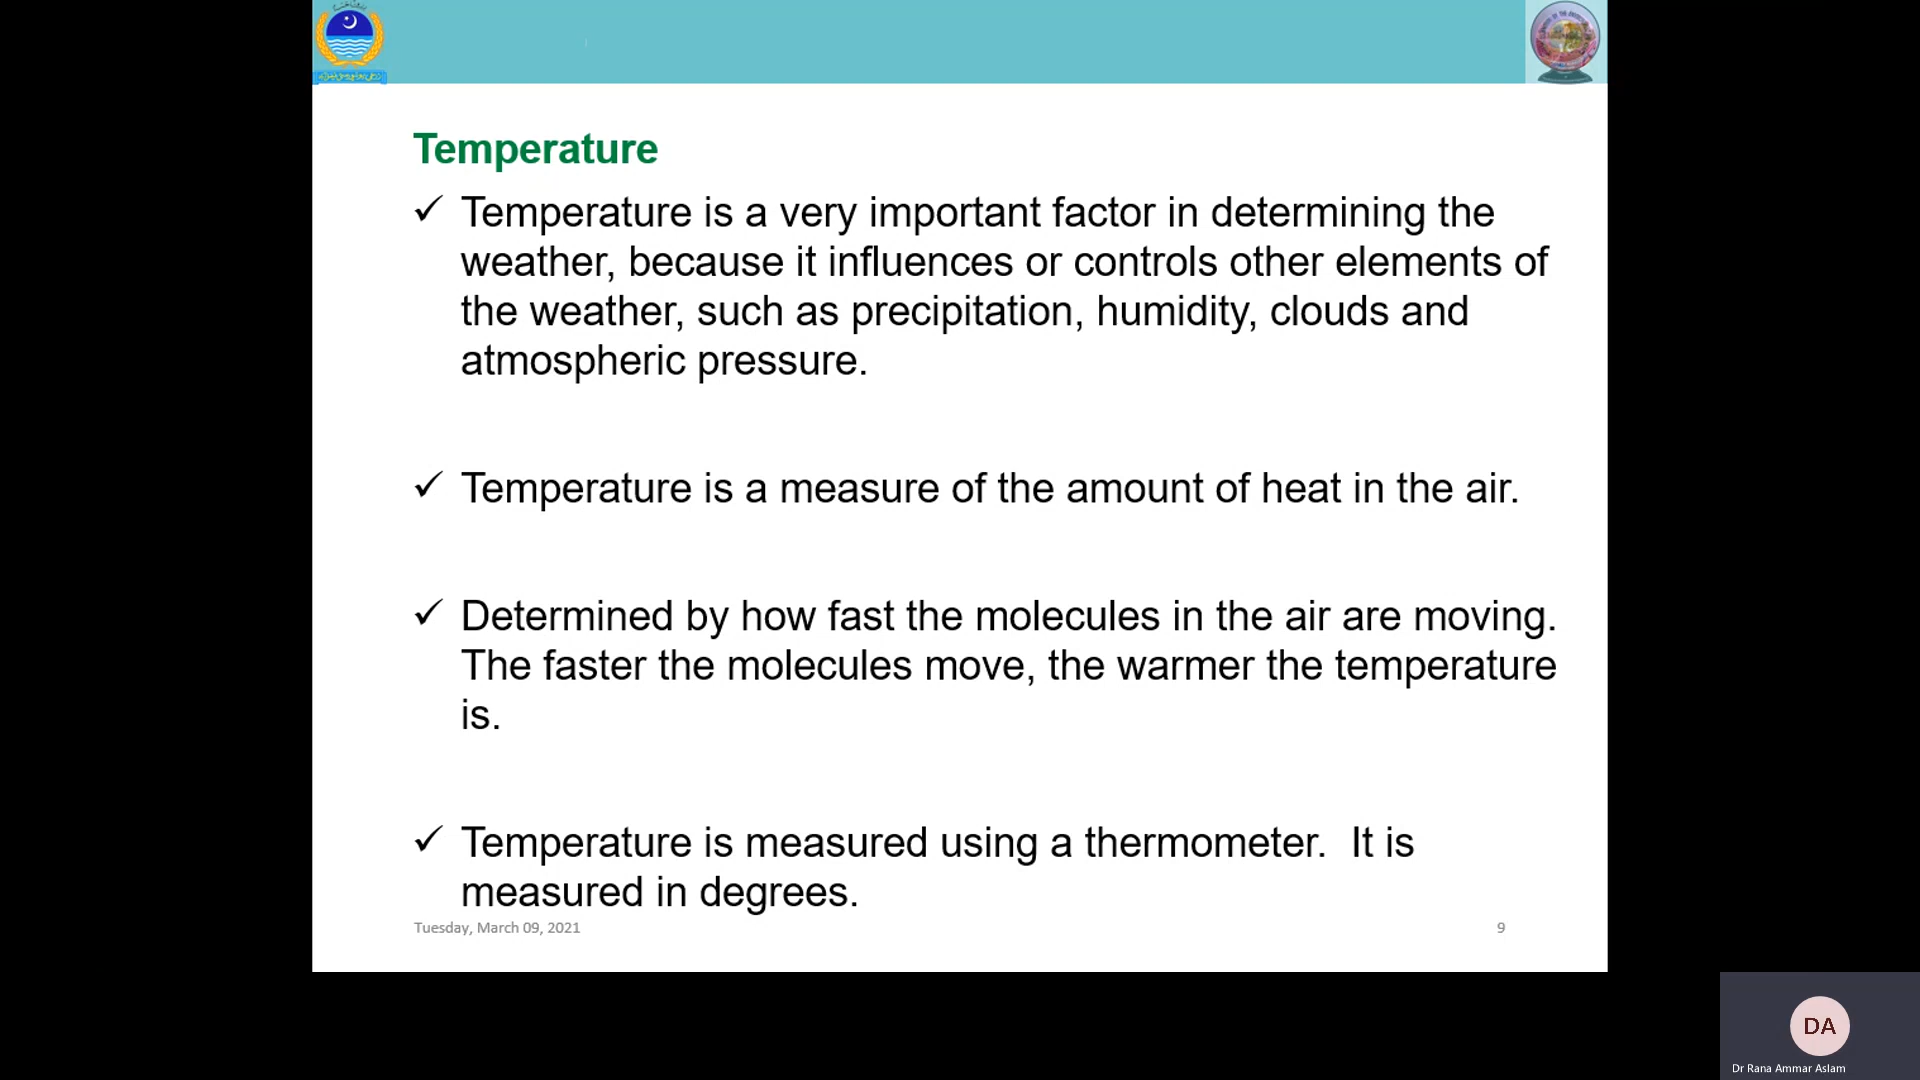 Temperature
✓ Temperature is a very important factor in determining the
weather, because it influences or controls other elements of
the weather, such as precipitation, humidity, clouds and
atmospheric pressure.
✓ Temperature is a measure of the amount of heat in the air.
✓ Determined by how fast the molecules in the air are moving.
The faster the molecules move, the warmer the temperature
is.
✓ Temperature is measured using a thermometer.  It is
measured in degrees.
Tuesday, March 09, 2021
9
DA
Dr Rana Ammar Aslam